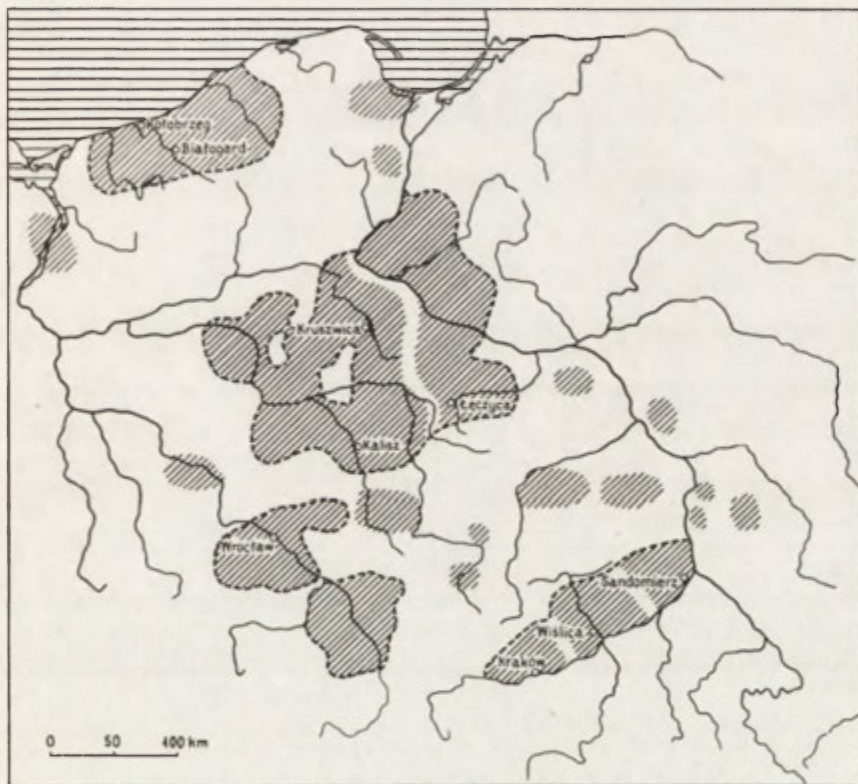 Kołobrzeg
Białogard
Kruszwica
Łęczyca
Kalisz
Wrocław
Sandomierz
Wiślica
Kraków
0 50 100 km